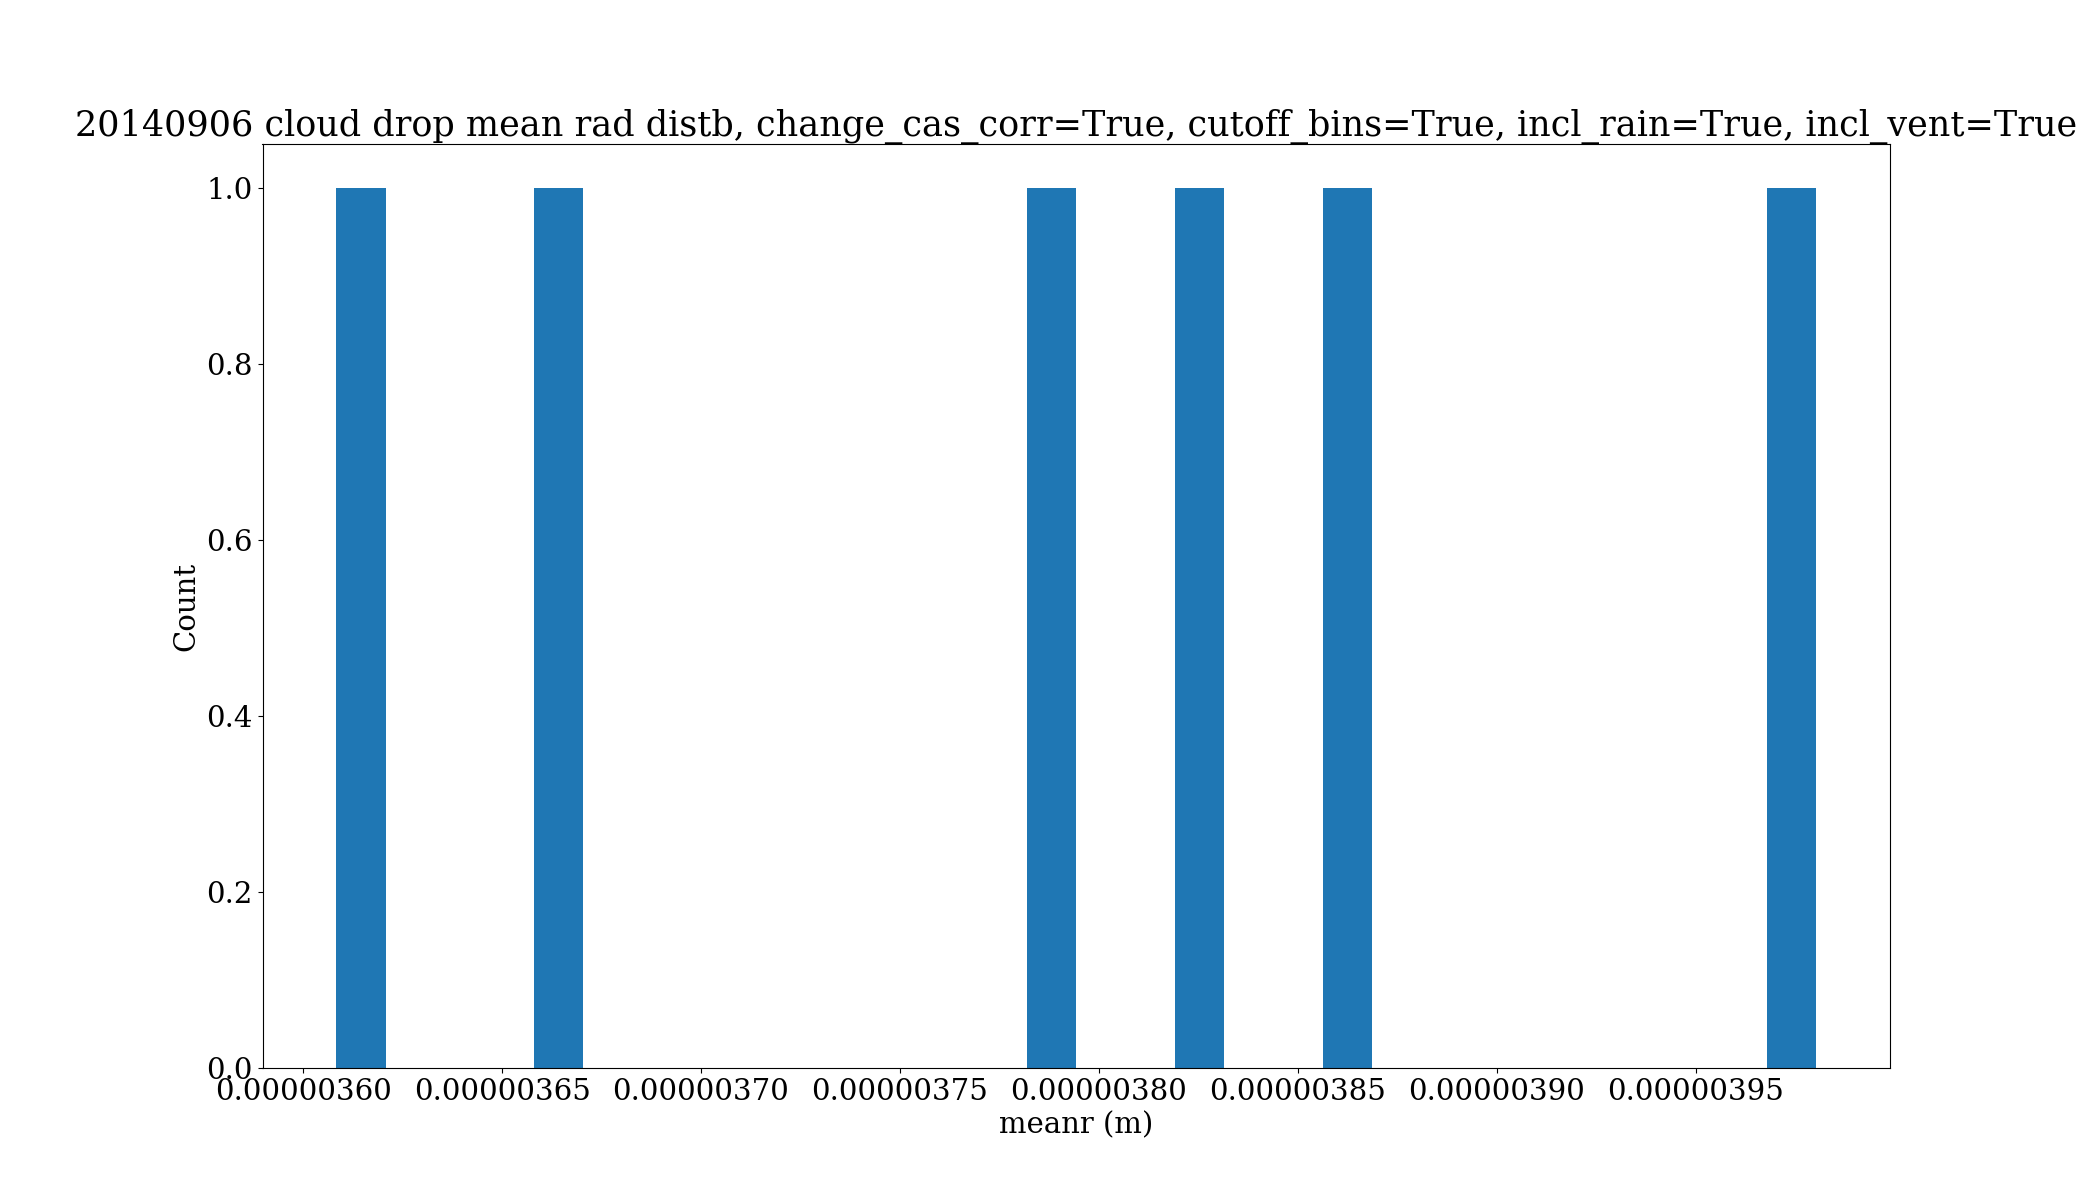 20140906 cloud drop mean rad distb, change_cas_corr=True, cutoff_bins=True, incl_rain=True, incl_vent=True
1.0
0.8
0.6
0.4
0.2
0.0
Count
0.00000360 0.00000365 0.00000370 0.00000375 0.00000380 0.00000385 0.00000390 0.00000395
meanr (m)